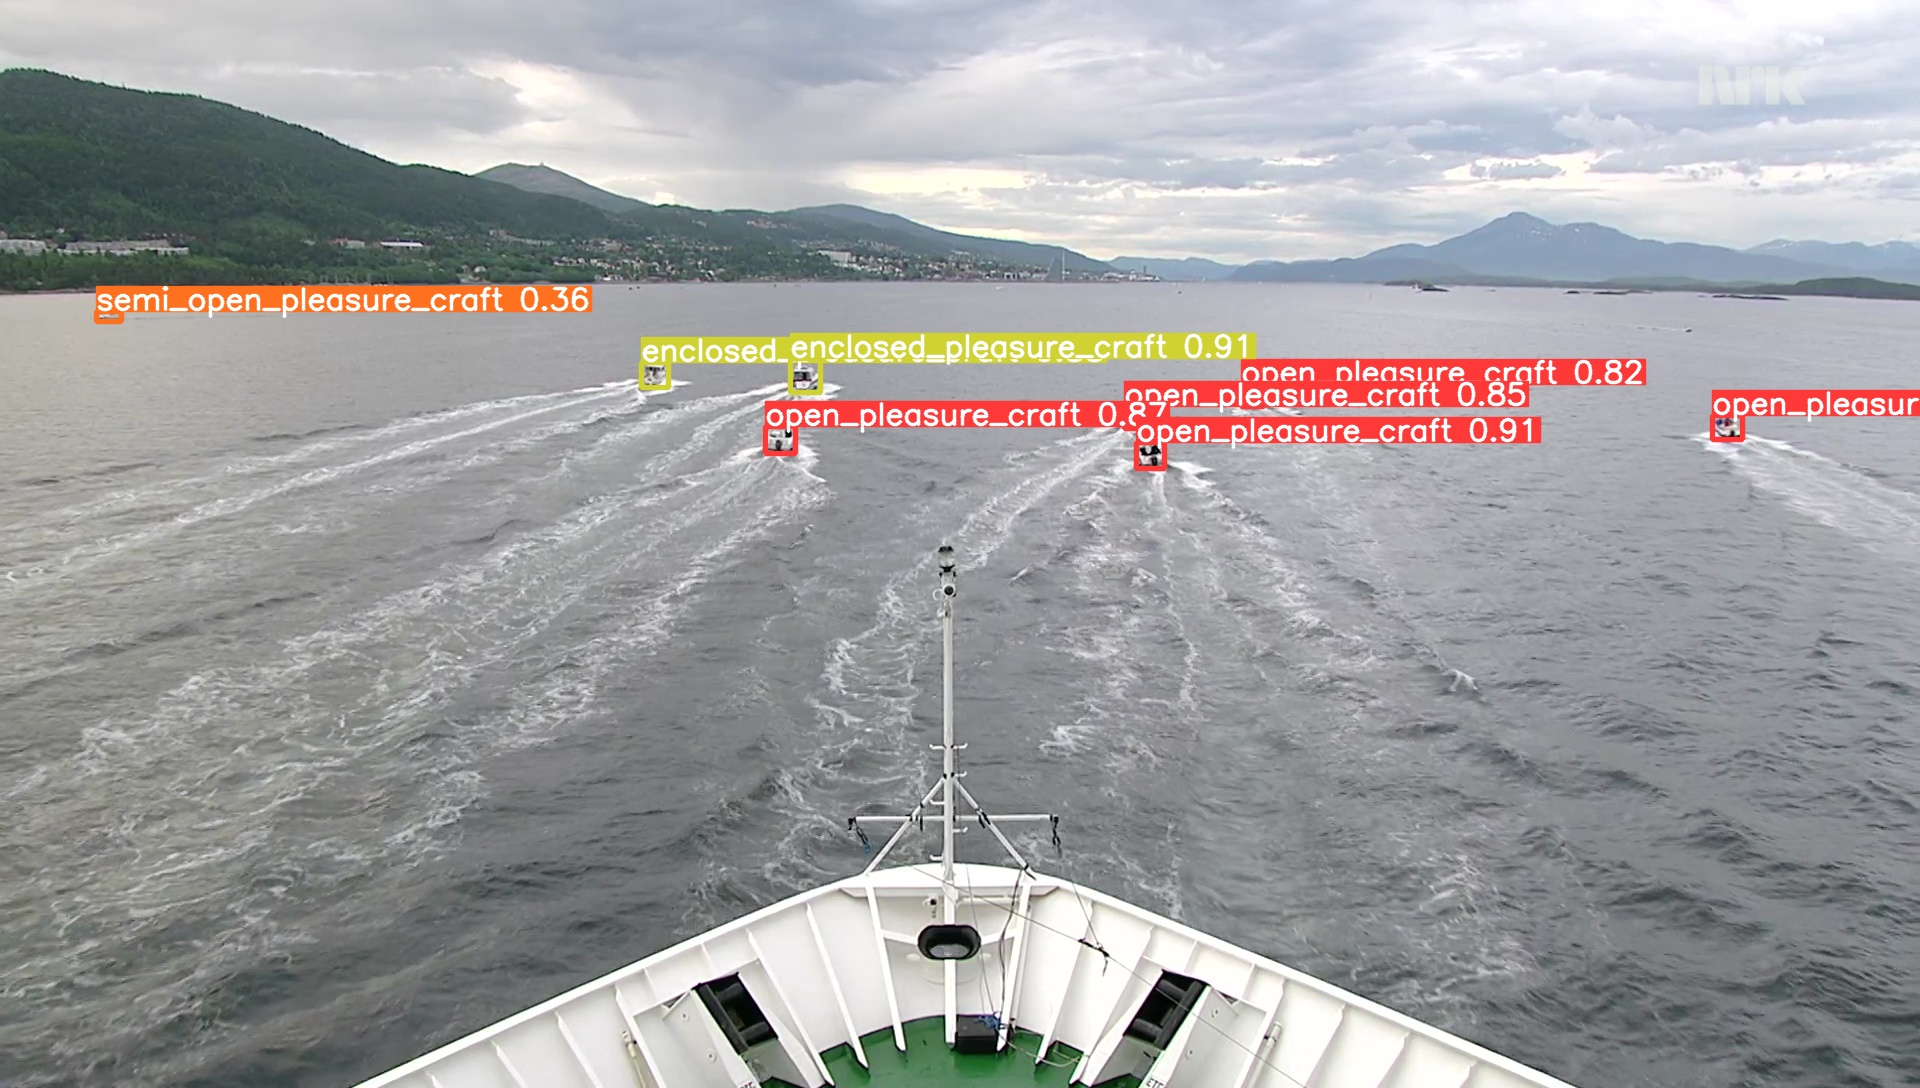 nrk
semi_open_pleasure_craft 0.36
enclosed_
enclosed_pleasure_craft 0.91
open_pleasure_craft 0.82
open_pleasure_craft 0.85
open_pleasur
open_pleasure_craft 0.87
open_pleasure_craft 0.91